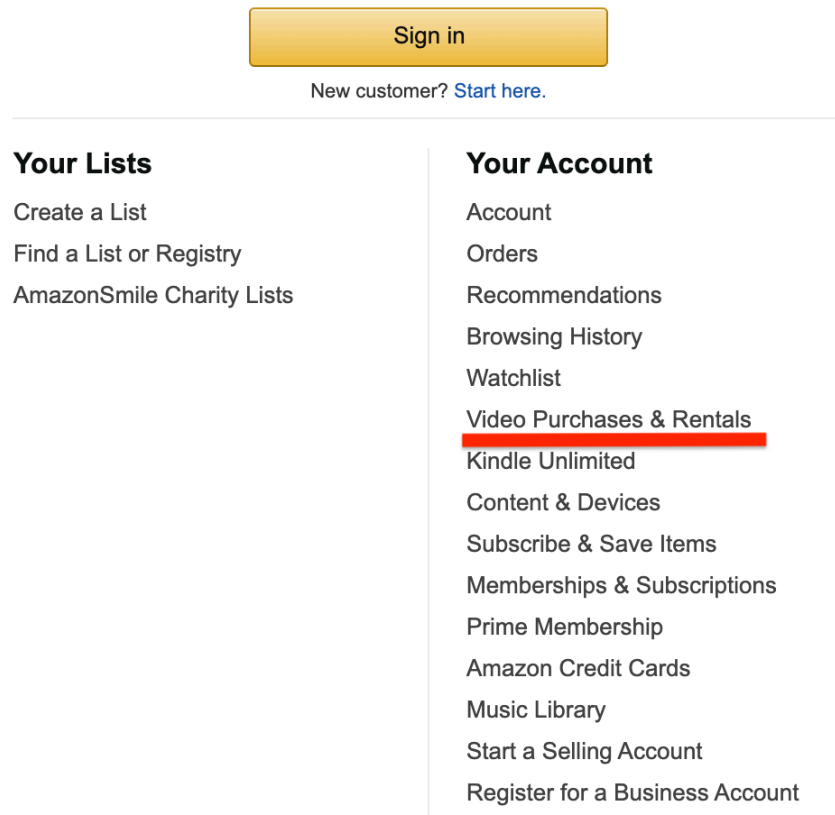 Sign in
New customer? Start here.
Your Lists
Create a List
Find a List or Registry
AmazonSmile Charity Lists
Your Account
Account
Orders
Recommendations
Browsing History
Watchlist
Video Purchases & Rentals
Kindle Unlimited
Content & Devices
Subscribe & Save Items
Memberships & Subscriptions
Prime Membership
Amazon Credit Cards
Music Library
Start a Selling Account
Register for a Business Account